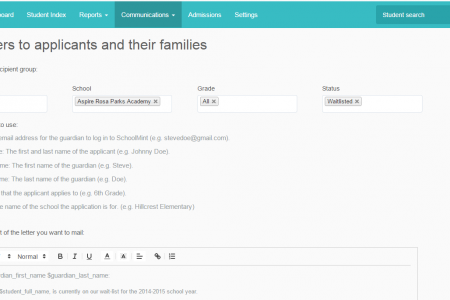 board Student Index Reports Communications Admissions Settings Student search
ers to applicants and their families
cipient group:
School Grade Status
Aspire Rosa Parks Academy × All × Waitlisted ×
to use:
email address for the guardian to log in to SchoolMint (e.g. stevedoe@gmail.com).
e: The first and last name of the applicant (e.g. Johnny Doe).
ame: The first name of the guardian (e.g. Steve).
me: The last name of the guardian (e.g. Doe).
that the applicant applies to (e.g. 6th Grade).
e name of the school the application is for. (e.g. Hillcrest Elementary)
t of the letter you want to mail:
Normal B I U A A
rdian_first_name $guardian_last_name:
$student_full_name, is currently on our wait-list for the 2014-2015 school year.